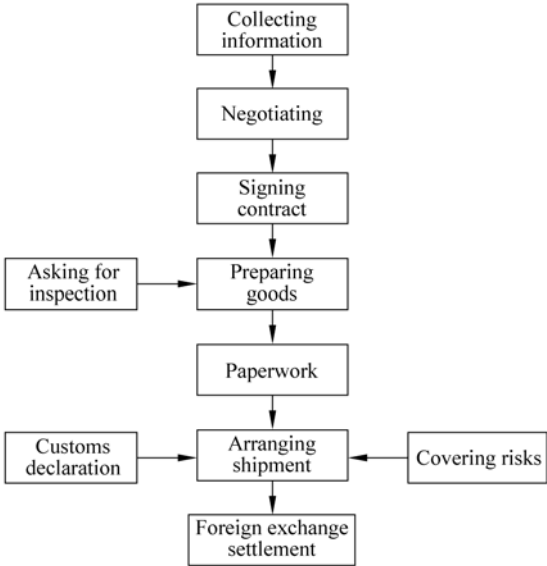 Collecting
information
Negotiating
Signing
contract
Asking for
inspection
Preparing
goods
Paperwork
Customs
declaration
Arranging
shipment
Covering risks
Foreign exchange
settlement